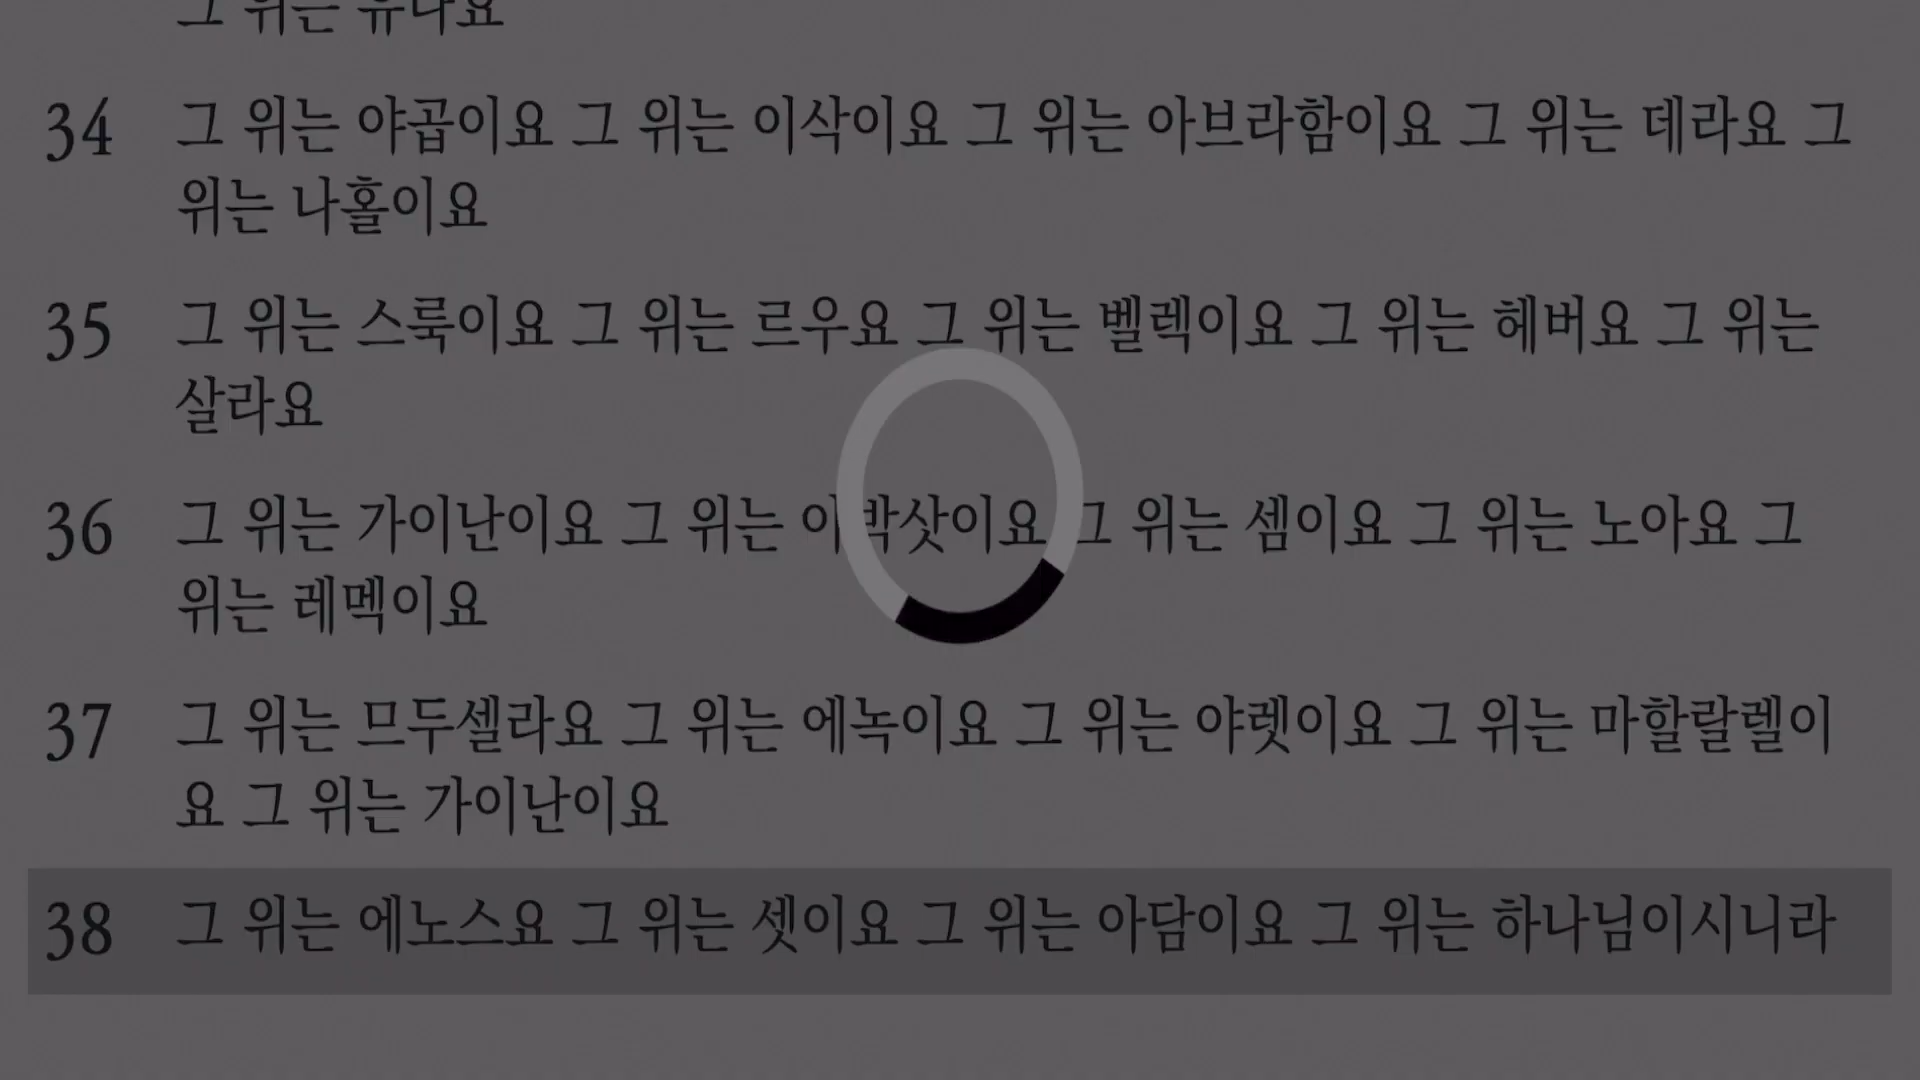 그 위는 유다요
34 그 위는 야곱이요 그 위는 이삭이요 그 위는 아브라함이요 그 위는 데라요 그
위는 나홀이요
35 그 위는 스룩이요 그 위는 르우요 그 위는 벨렉이요 그 위는 헤버요 그 위는
살라요
36 그 위는 가이난이요 그 위는 아박삿이요 그 위는 셈이요 그 위는 노아요 그
위는 레멕이요
37 그 위는 므두셀라요 그 위는 에녹이요 그 위는 야렛이요 그 위는 마할랄렐이
요 그 위는 가이난이요
38 그 위는 에노스요 그 위는 셋이요 그 위는 아담이요 그 위는 하나님이시니라